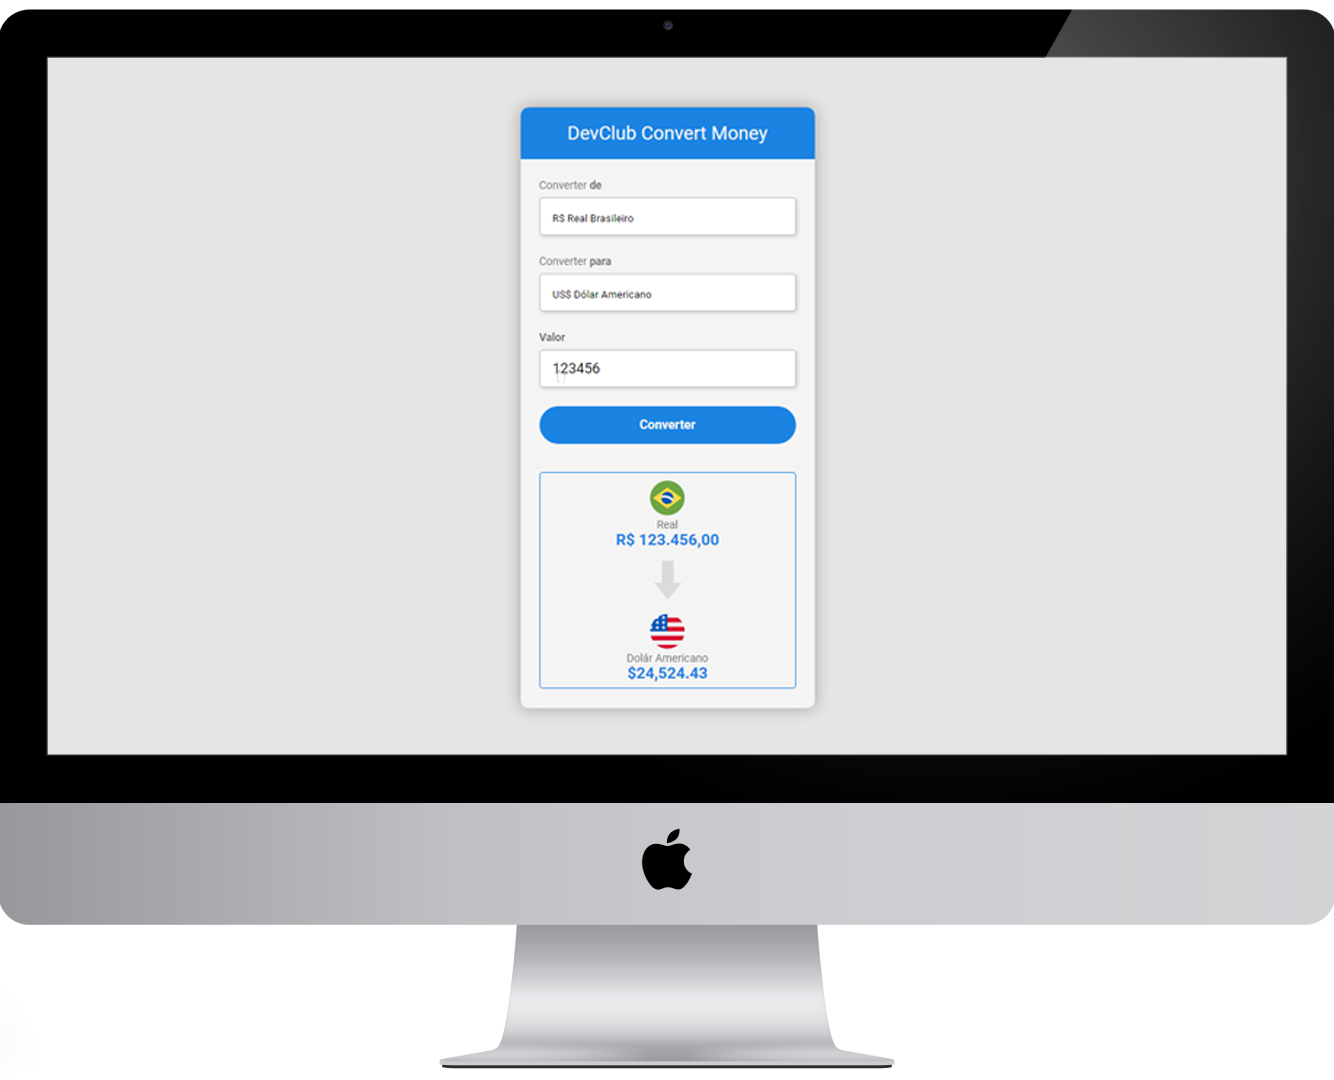 DevClub Convert Money
Converter de
R$ Real Brasileiro
Converter para
US$ Dólar Americano
Valor
123456
Converter
Real
R$ 123.456,00
Dolár Americano
$24,524.43